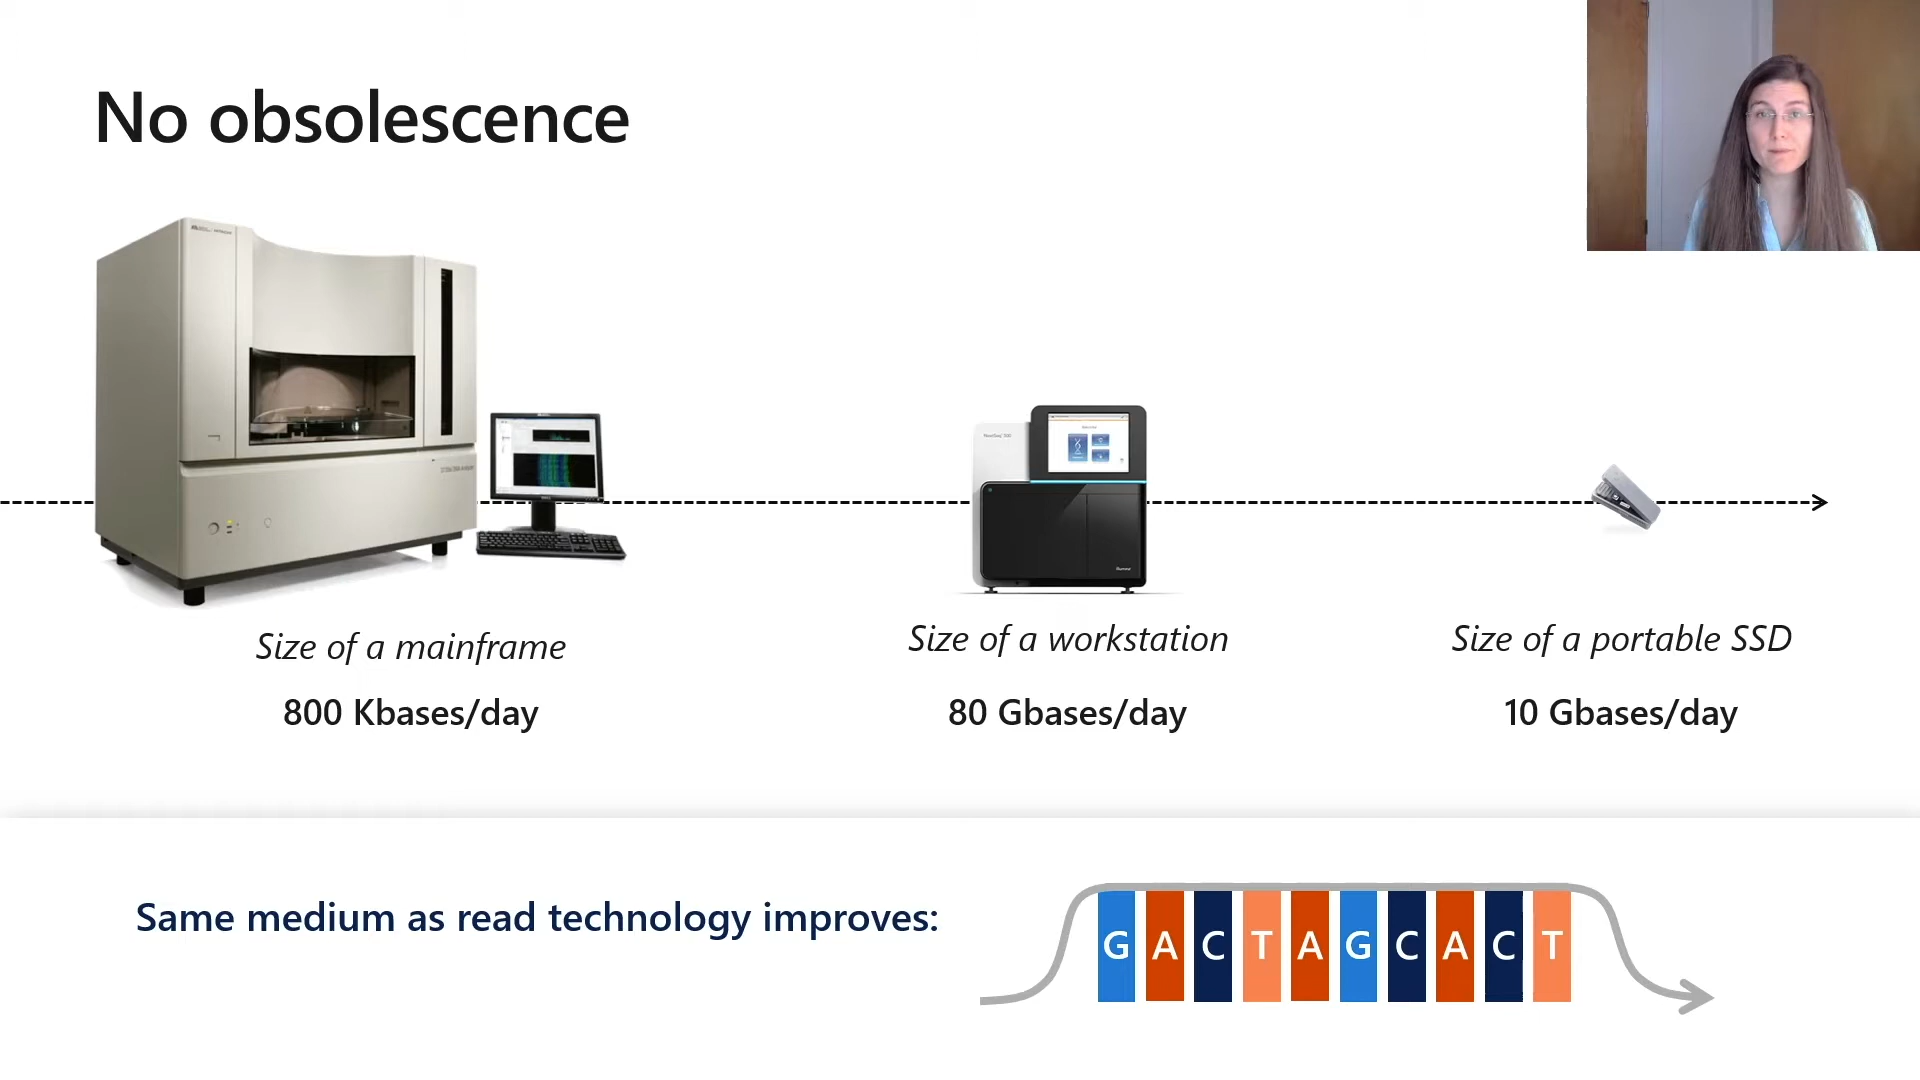 No obsolescence
Size of a mainframe
800 Kbases/day
Size of a workstation
80 Gbases/day
Size of a portable SSD
10 Gbases/day
Same medium as read technology improves:
G A C T A G C A C T